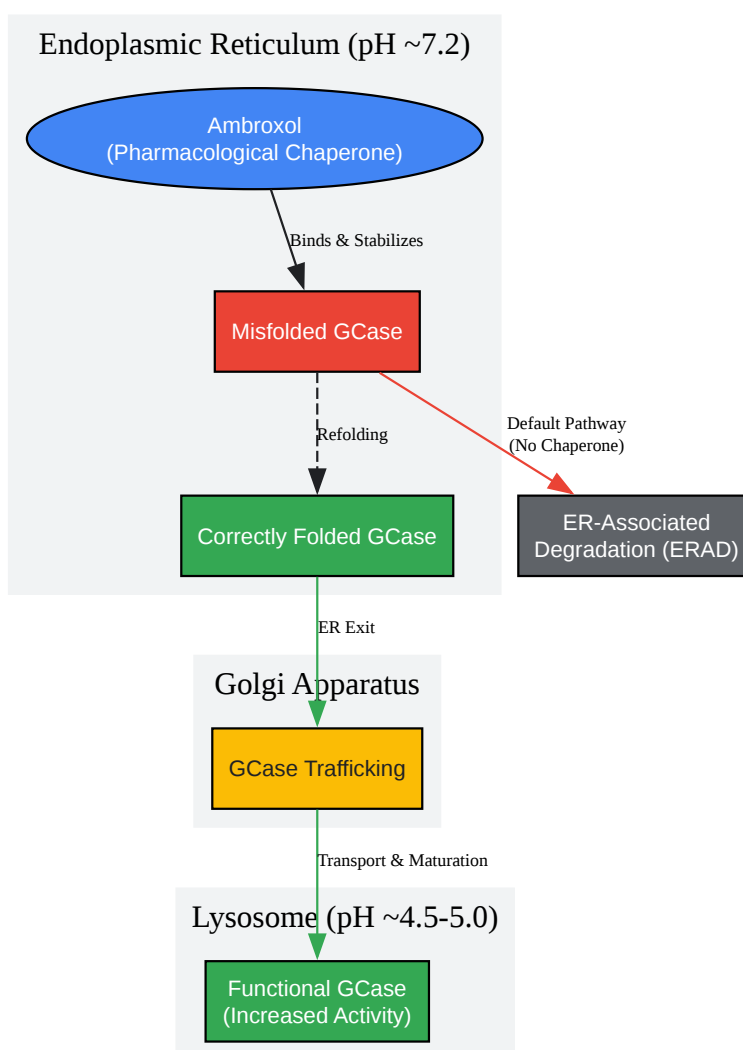 Endoplasmic Reticulum (pH ~7.2)
Ambroxol
(Pharmacological Chaperone)
Binds & Stabilizes
Misfolded GCase
Default Pathway
(No Chaperone)
Refolding
ER-Associated
Degradation (ERAD)
Correctly Folded GCase
ER Exit
Golgi Apparatus
GCase Trafficking
Transport & Maturation
Lysosome (pH ~4.5-5.0)
Functional GCase
(Increased Activity)